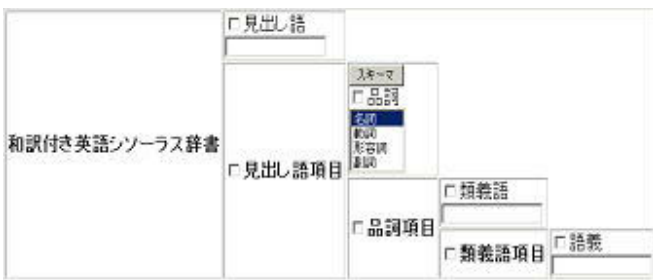 見出し語
和訳付き英語シソーラス辞書
見出し語項目
スキーマ
品詞
名詞
動詞
形容詞
副詞
品詞項目
類義語
類義語項目
語義